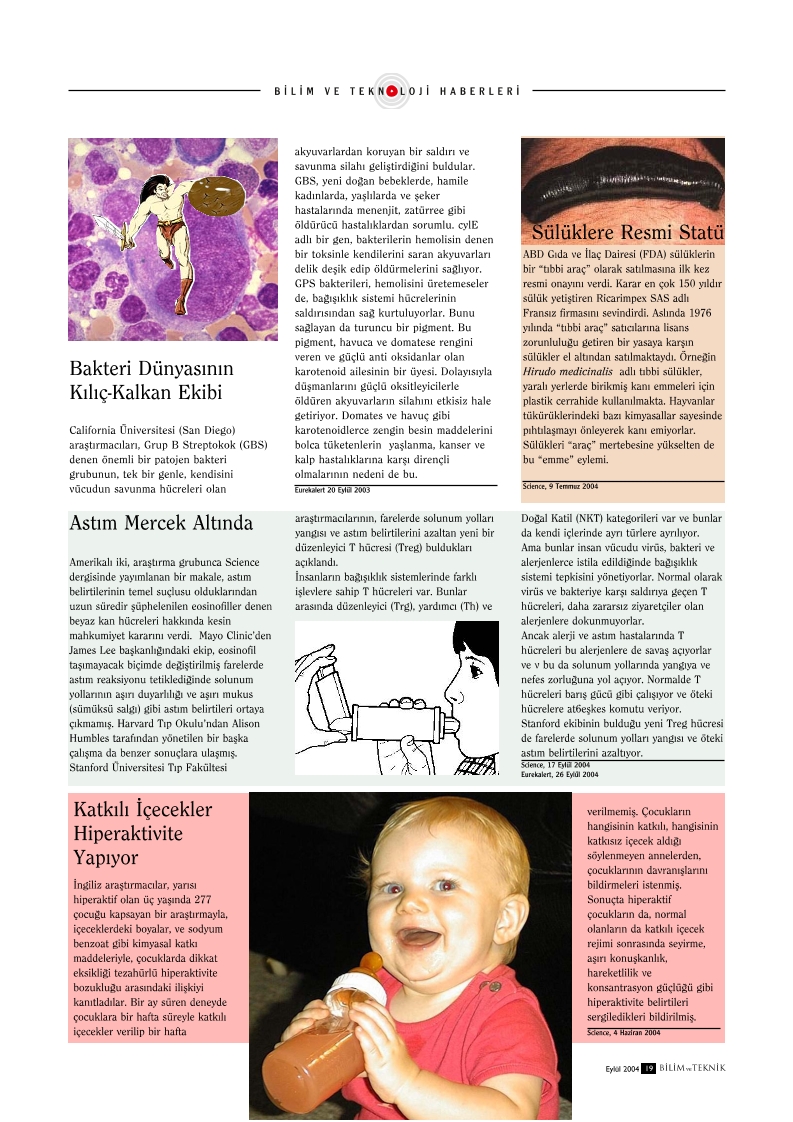 BİLİM VE TEKNOLOJİ HABERLERİ
Bakteri Dünyasının
Kılıç-Kalkan Ekibi
California Üniversitesi (San Diego)
araştırmacıları, Grup B Streptokok (GBS)
denen önemli bir patojen bakteri
grubunun, tek bir genle, kendisini
vücudun savunma hücreleri olan
akyuvarlardan koruyan bir saldırı ve
savunma silahı geliştirdiğini buldular.
GBS, yeni doğan bebeklerde, hamile
kadınlarda, yaşlılarda ve şeker
hastalarında menenjit, zatürree gibi
öldürücü hastalıklardan sorumlu. cylE
adlı bir gen, bakterilerin hemolisin denen
bir toksinle kendilerini saran akyuvarları
delik deşik edip öldürmelerini sağlıyor.
GPS bakterileri, hemolisini üretemeseler
de, bağışıklık sistemi hücrelerinin
saldırısından sağ kurtuluyorlar. Bunu
sağlayan da turuncu bir pigment. Bu
pigment, havuca ve domatese rengini
veren ve güçlü anti oksidanlar olan
karotenoid ailesinin bir üyesi. Dolayısıyla
düşmanlarını güçlü oksitleyicilerle
öldüren akyuvarların silahını etkisiz hale
getiriyor. Domates ve havuç gibi
karotenoidlerce zengin besin maddelerini
bolca tüketenlerin yaşlanma, kanser ve
kalp hastalıklarına karşı dirençli
olmalarının nedeni de bu.
Eurekalert 20 Eylül 2003
Sülüklere Resmi Statü
ABD Gıda ve İlaç Dairesi (FDA) sülüklerin
bir “tıbbi araç” olarak satılmasına ilk kez
resmi onayını verdi. Karar en çok 150 yıldır
sülük yetiştiren Ricarimpex SAS adlı
Fransız firmasını sevindirdi. Aslında 1976
yılında “tıbbi araç” satıcılarına lisans
zorunluluğu getiren bir yasaya karşın
sülükler el altından satılmaktaydı. Örneğin
Hirudo medicinalis adlı tıbbi sülükler,
yaralı yerlerde birikmiş kanı emmeleri için
plastik cerrahide kullanılmakta. Hayvanlar
tükürüklerindeki bazı kimyasallar sayesinde
pıhtılaşmayı önleyerek kanı emiyorlar.
Sülükleri “araç” mertebesine yükselten de
bu “emme” eylemi.
Science, 9 Temmuz 2004
Astım Mercek Altında
Amerikalı iki, araştırma grubunca Science
dergisinde yayımlanan bir makale, astım
belirtilerinin temel suçlusu olduklarından
uzun süredir şüphelenilen eosinofiller denen
beyaz kan hücreleri hakkında kesin
mahkumiyet kararını verdi. Mayo Clinic’den
James Lee başkanlığındaki ekip, eosinofil
taşımayacak biçimde değiştirilmiş farelerde
astım reaksiyonu tetiklediğinde solunum
yollarının aşırı duyarlılığı ve aşırı mukus
(sümüksü salgı) gibi astım belirtileri ortaya
çıkmamış. Harvard Tıp Okulu’ndan Alison
Humbles tarafından yönetilen bir başka
çalışma da benzer sonuçlara ulaşmış.
Stanford Üniversitesi Tıp Fakültesi
araştırmacılarının, farelerde solunum yolları
yangısı ve astım belirtilerini azaltan yeni bir
düzenleyici T hücresi (Treg) buldukları
açıklandı.
İnsanların bağışıklık sistemlerinde farklı
işlevlere sahip T hücreleri var. Bunlar
arasında düzenleyici (Trg), yardımcı (Th) ve
Doğal Katil (NKT) kategorileri var ve bunlar
da kendi içlerinde ayrı türlere ayrılıyor.
Ama bunlar insan vücudu virüs, bakteri ve
alerjenlerce istila edildiğinde bağışıklık
sistemi tepkisini yönetiyorlar. Normal olarak
virüs ve bakteriye karşı saldırıya geçen T
hücreleri, daha zararsız ziyaretçiler olan
alerjenlere dokunmuyorlar.
Ancak alerji ve astım hastalarında T
hücreleri bu alerjenlere de savaş açıyorlar
ve v bu da solunum yollarında yangıya ve
nefes zorluğuna yol açıyor. Normalde T
hücreleri barış gücü gibi çalışıyor ve öteki
hücrelere at6eşkes komutu veriyor.
Stanford ekibinin bulduğu yeni Treg hücresi
de farelerde solunum yolları yangısı ve öteki
astım belirtilerini azaltıyor.
Science, 17 Eylül 2004
Eurekalert, 26 Eylül 2004
Katkılı İçecekler
Hiperaktivite
Yapıyor
İngiliz araştırmacılar, yarısı
hiperaktif olan üç yaşında 277
çocuğu kapsayan bir araştırmayla,
içeceklerdeki boyalar, ve sodyum
benzoat gibi kimyasal katkı
maddeleriyle, çocuklarda dikkat
eksikliği tezahürlü hiperaktivite
bozukluğu arasındaki ilişkiyi
kanıtladılar. Bir ay süren deneyde
çocuklara bir hafta süreyle katkılı
içecekler verilip bir hafta
verilmemiş. Çocukların
hangisinin katkılı, hangisinin
katkısız içecek aldığı
söylenmeyen annelerden,
çocuklarının davranışlarını
bildirmeleri istenmiş.
Sonuçta hiperaktif
çocukların da, normal
olanların da katkılı içecek
rejimi sonrasında seyirme,
aşırı konuşkanlık,
hareketlilik ve
konsantrasyon güçlüğü gibi
hiperaktivite belirtileri
sergiledikleri bildirilmiş.
Science, 4 Haziran 2004
Eylül 2004 19 BİLİM ve TEKNİK